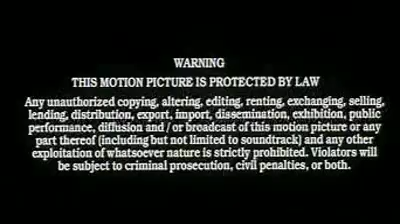 WARNING
THIS MOTION PICTURE IS PROTECTED BY LAW
Any unauthorized copying, altering, editing, renting, exchanging, selling,
lending, distribution, export, import, dissemination, exhibition, public
performance, diffusion and / or broadcast of this motion picture or any
part thereof (including but not limited to soundtrack) and any other
exploitation of whatsoever nature is strictly prohibited. Violators will
be subject to criminal prosecution, civil penalties, or both.